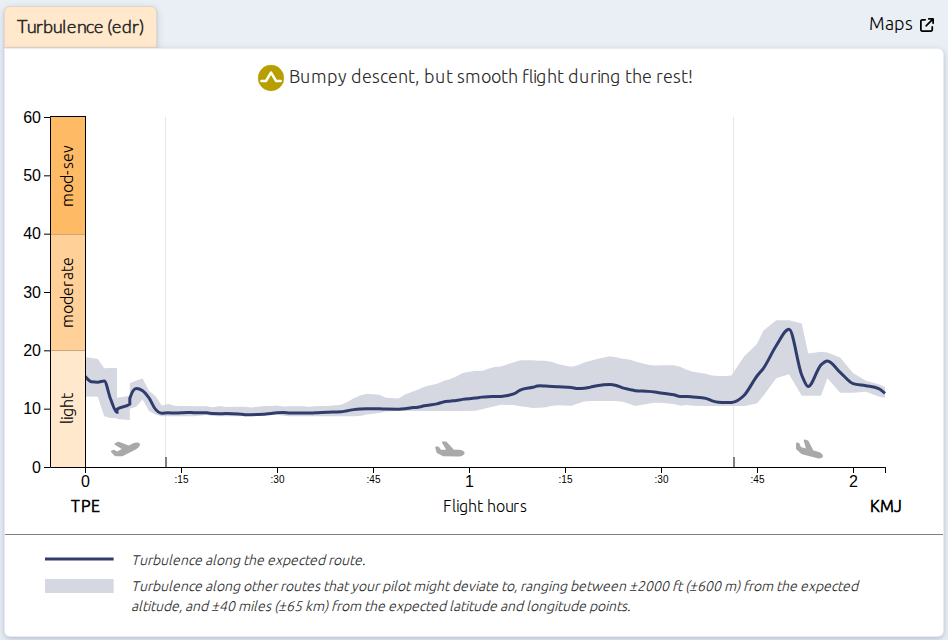 Turbulence (edr)
Maps
Bumpy descent, but smooth flight during the rest!
60
50
40
30
20
10
0
mod-sev
moderate
light
0 :15 :30 :45 1 :15 :30 :45 2
TPE Flight hours KMJ
Turbulence along the expected route.
Turbulence along other routes that your pilot might deviate to, ranging between ±2000 ft (±600 m) from the expected
altitude, and ±40 miles (±65 km) from the expected latitude and longitude points.